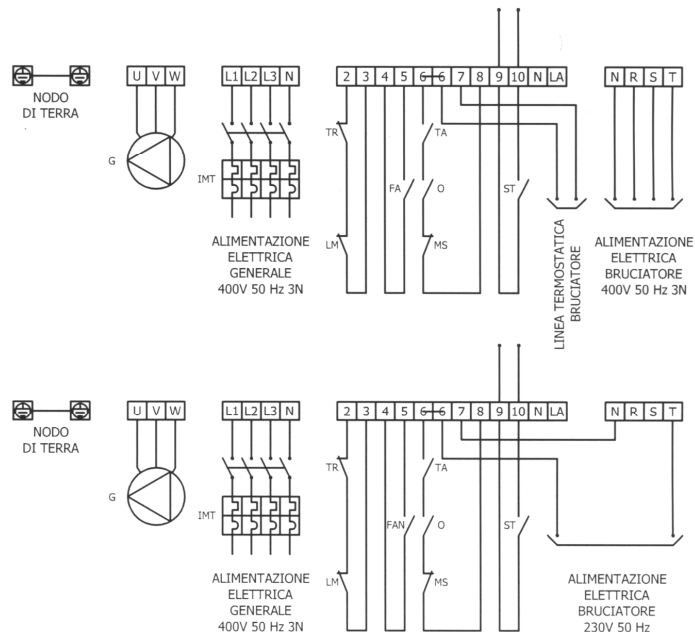 U V W L1 L2 L3 N 2 3 4 5 6 6 7 8 9 10 N LA N R S T
NODO
DI TERRA
G
IMT
TR
TA
FA
O
ST
LM
MS
ALIMENTAZIONE
ELETTRICA
GENERALE
400V 50 Hz 3N
LINEA TERMOSTATICA
BRUCIATORE
ALIMENTAZIONE
ELETTRICA
BRUCIATORE
400V 50 Hz 3N
U V W L1 L2 L3 N 2 3 4 5 6 6 7 8 9 10 N LA N R S T
NODO
DI TERRA
G
IMT
TR
TA
FAN
O
ST
LM
MS
ALIMENTAZIONE
ELETTRICA
GENERALE
400V 50 Hz 3N
ALIMENTAZIONE
ELETTRICA
BRUCIATORE
230V 50 Hz